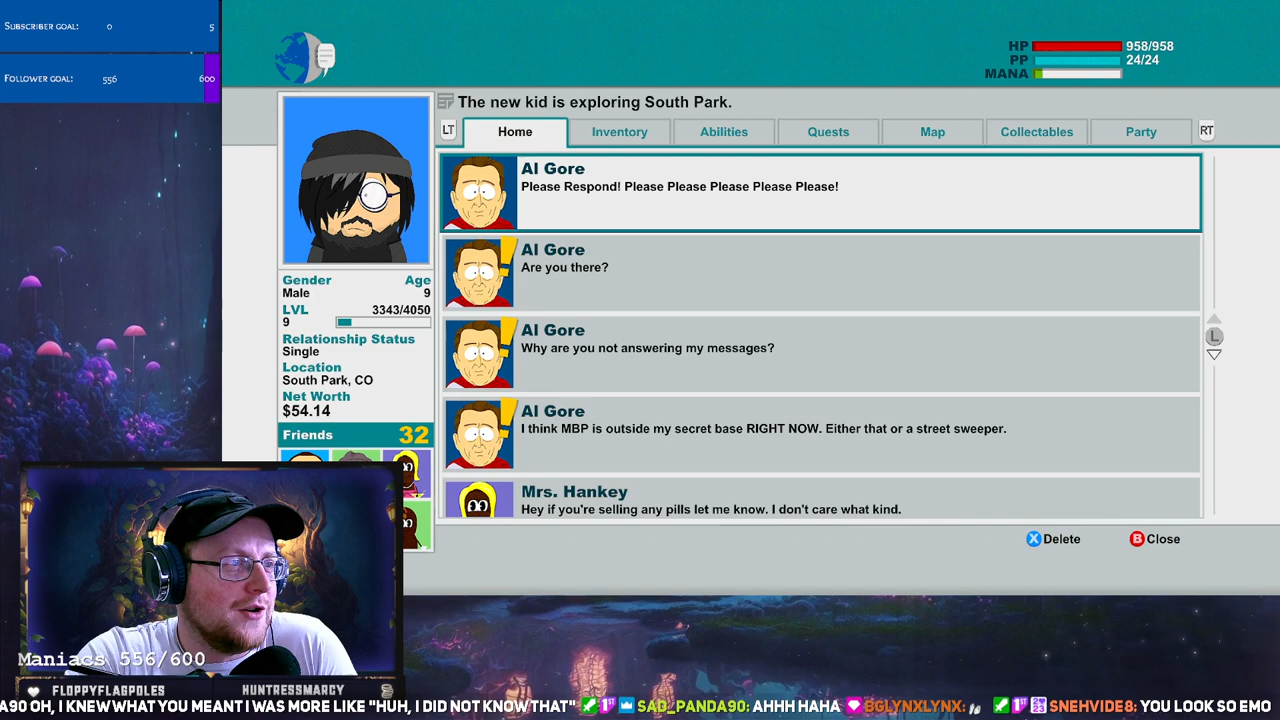 SUBSCRIBER GOAL: 0 5
FOLLOWER GOAL: 556 600
HP 958/958
PP 24/24
MANA
The new kid is exploring South Park.
LT Home Inventory Abilities Quests Map Collectables Party RT
Al Gore
Please Respond! Please Please Please Please Please!
Al Gore
Are you there?
Al Gore
Why are you not answering my messages?
Al Gore
I think MBP is outside my secret base RIGHT NOW. Either that or a street sweeper.
Mrs. Hankey
Hey if you're selling any pills let me know. I don't care what kind.
Gender Age
Male 9
LVL 3343/4050
9
Relationship Status
Single
Location
South Park, CO
Net Worth
$54.14
Friends 32
L
X Delete B Close
Maniacs 556/600
FLOPPYFLAGPOLES HUNTRESSMARCY
A90 OH, I KNEW WHAT YOU MEANT I WAS MORE LIKE "HUH, I DID NOT KNOW THAT" 1ST SAD_PANDA90: AHHH HAHA BGLYNXLYNX: 1ST 23 SNEHVIDE8: YOU LOOK SO EMO